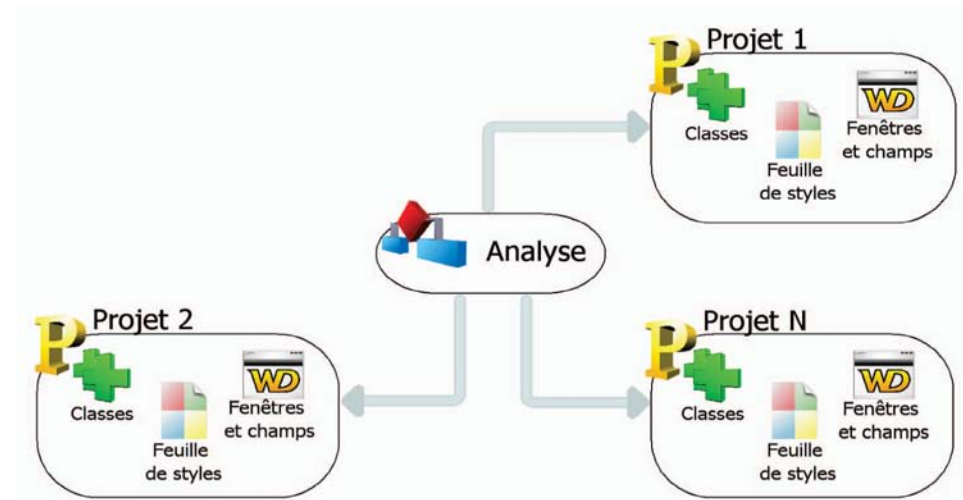 Projet 1
P
WD
Classes
Fenêtres
et champs
Feuille
de styles
Analyse
Projet 2
P
WD
Classes
Fenêtres
et champs
Feuille
de styles
Projet N
P
WD
Classes
Fenêtres
et champs
Feuille
de styles